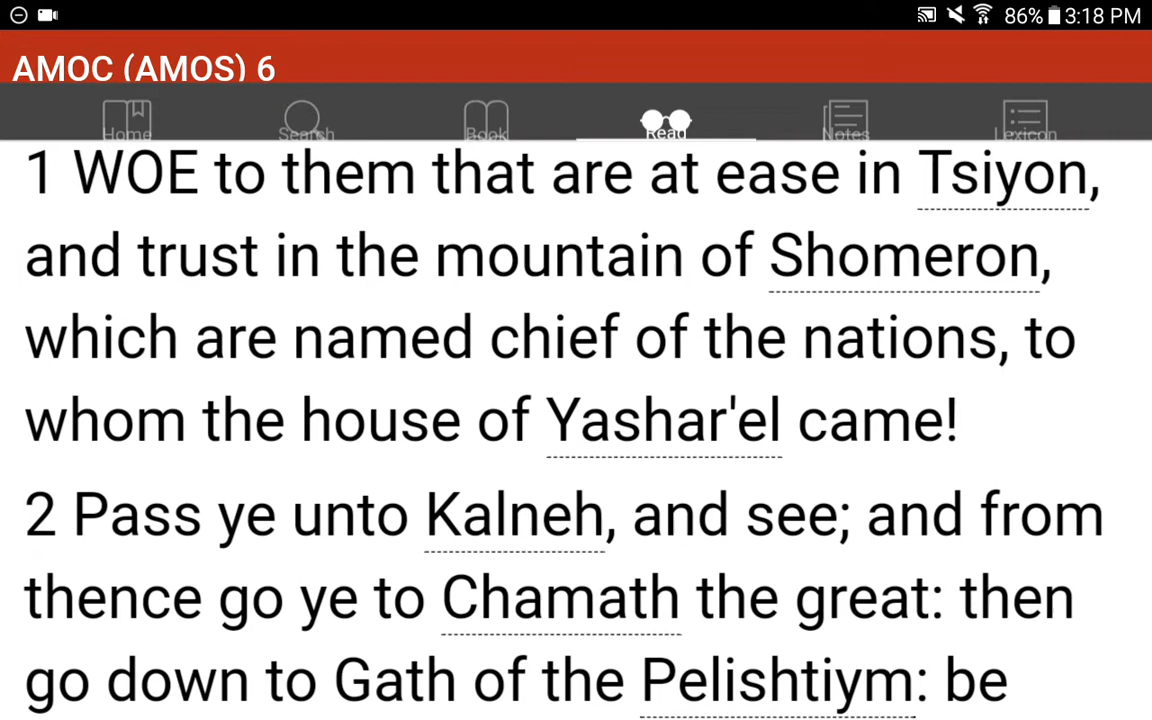 86% 3:18 PM
AMOC (AMOS) 6
Home Search Book Read Notes Lexicon
1 WOE to them that are at ease in Tsiyon,
and trust in the mountain of Shomeron,
which are named chief of the nations, to
whom the house of Yashar'el came!
2 Pass ye unto Kalneh, and see; and from
thence go ye to Chamath the great: then
go down to Gath of the Pelishtiym: be